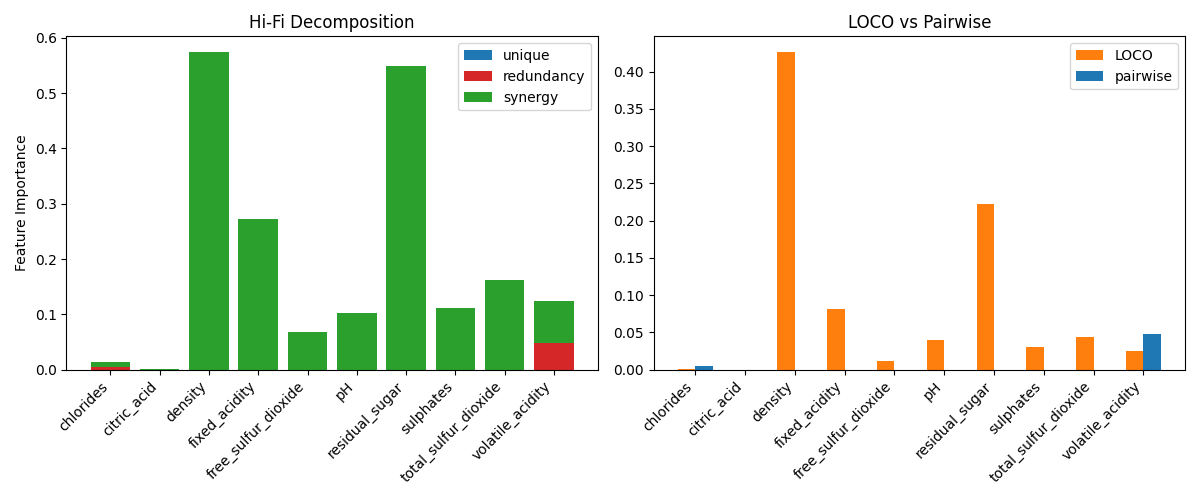 Hi-Fi Decomposition
Feature Importance
0.6
0.5
0.4
0.3
0.2
0.1
0.0
unique
redundancy
synergy
chlorides
citric_acid
density
fixed_acidity
free_sulfur_dioxide
pH
residual_sugar
sulphates
total_sulfur_dioxide
volatile_acidity
LOCO vs Pairwise
0.40
0.35
0.30
0.25
0.20
0.15
0.10
0.05
0.00
LOCO
pairwise
chlorides
citric_acid
density
fixed_acidity
free_sulfur_dioxide
pH
residual_sugar
sulphates
total_sulfur_dioxide
volatile_acidity